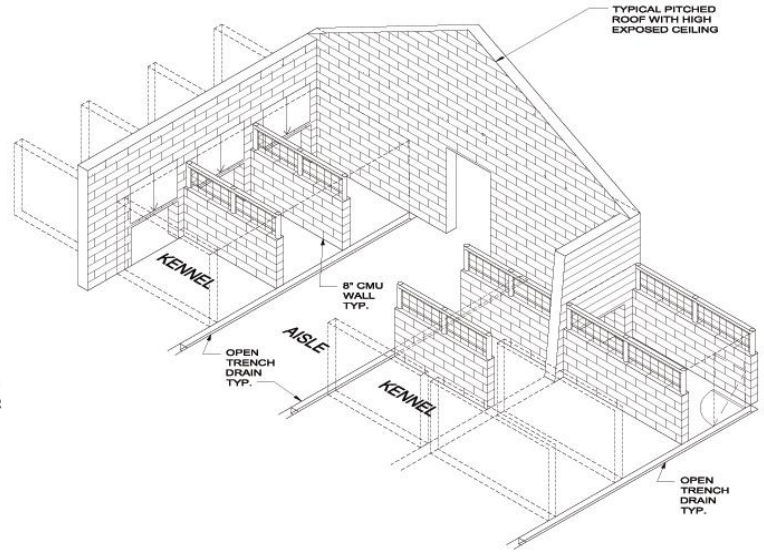 TYPICAL PITCHED
ROOF WITH HIGH
EXPOSED CEILING
KENNEL
8" CMU
WALL
TYP.
AISLE
OPEN
TRENCH
DRAIN
TYP.
KENNEL
OPEN
TRENCH
DRAIN
TYP.